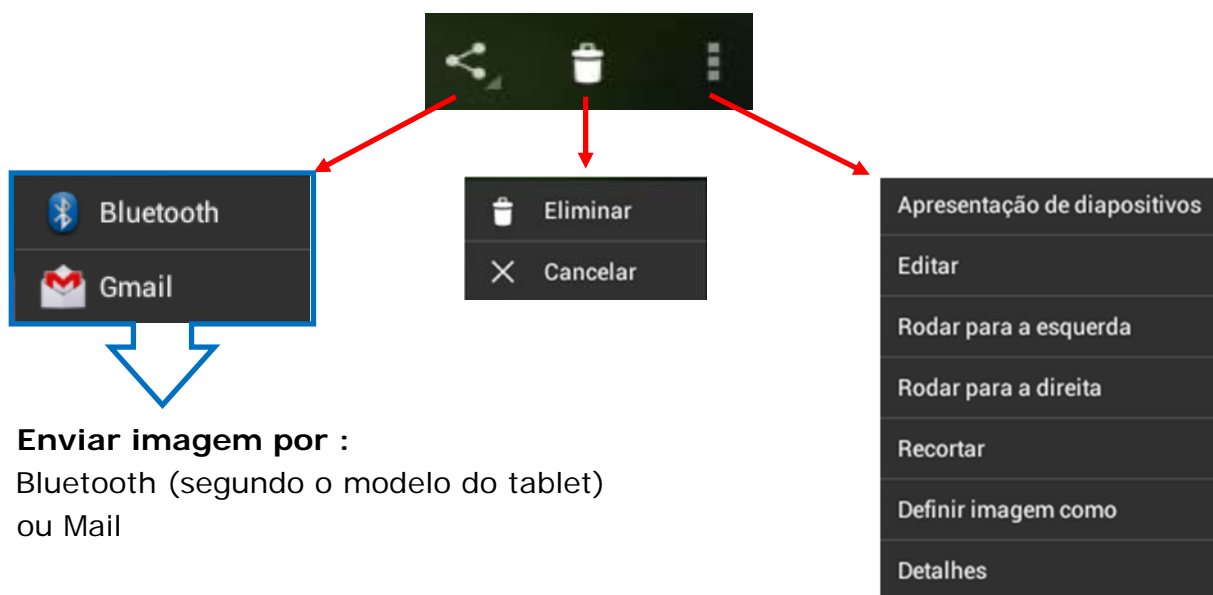 Bluetooth
Gmail
Enviar imagem por :
Bluetooth (segundo o modelo do tablet)
ou Mail
Eliminar
Cancelar
Apresentação de diapositivos
Editar
Rodar para a esquerda
Rodar para a direita
Recortar
Definir imagem como
Detalhes